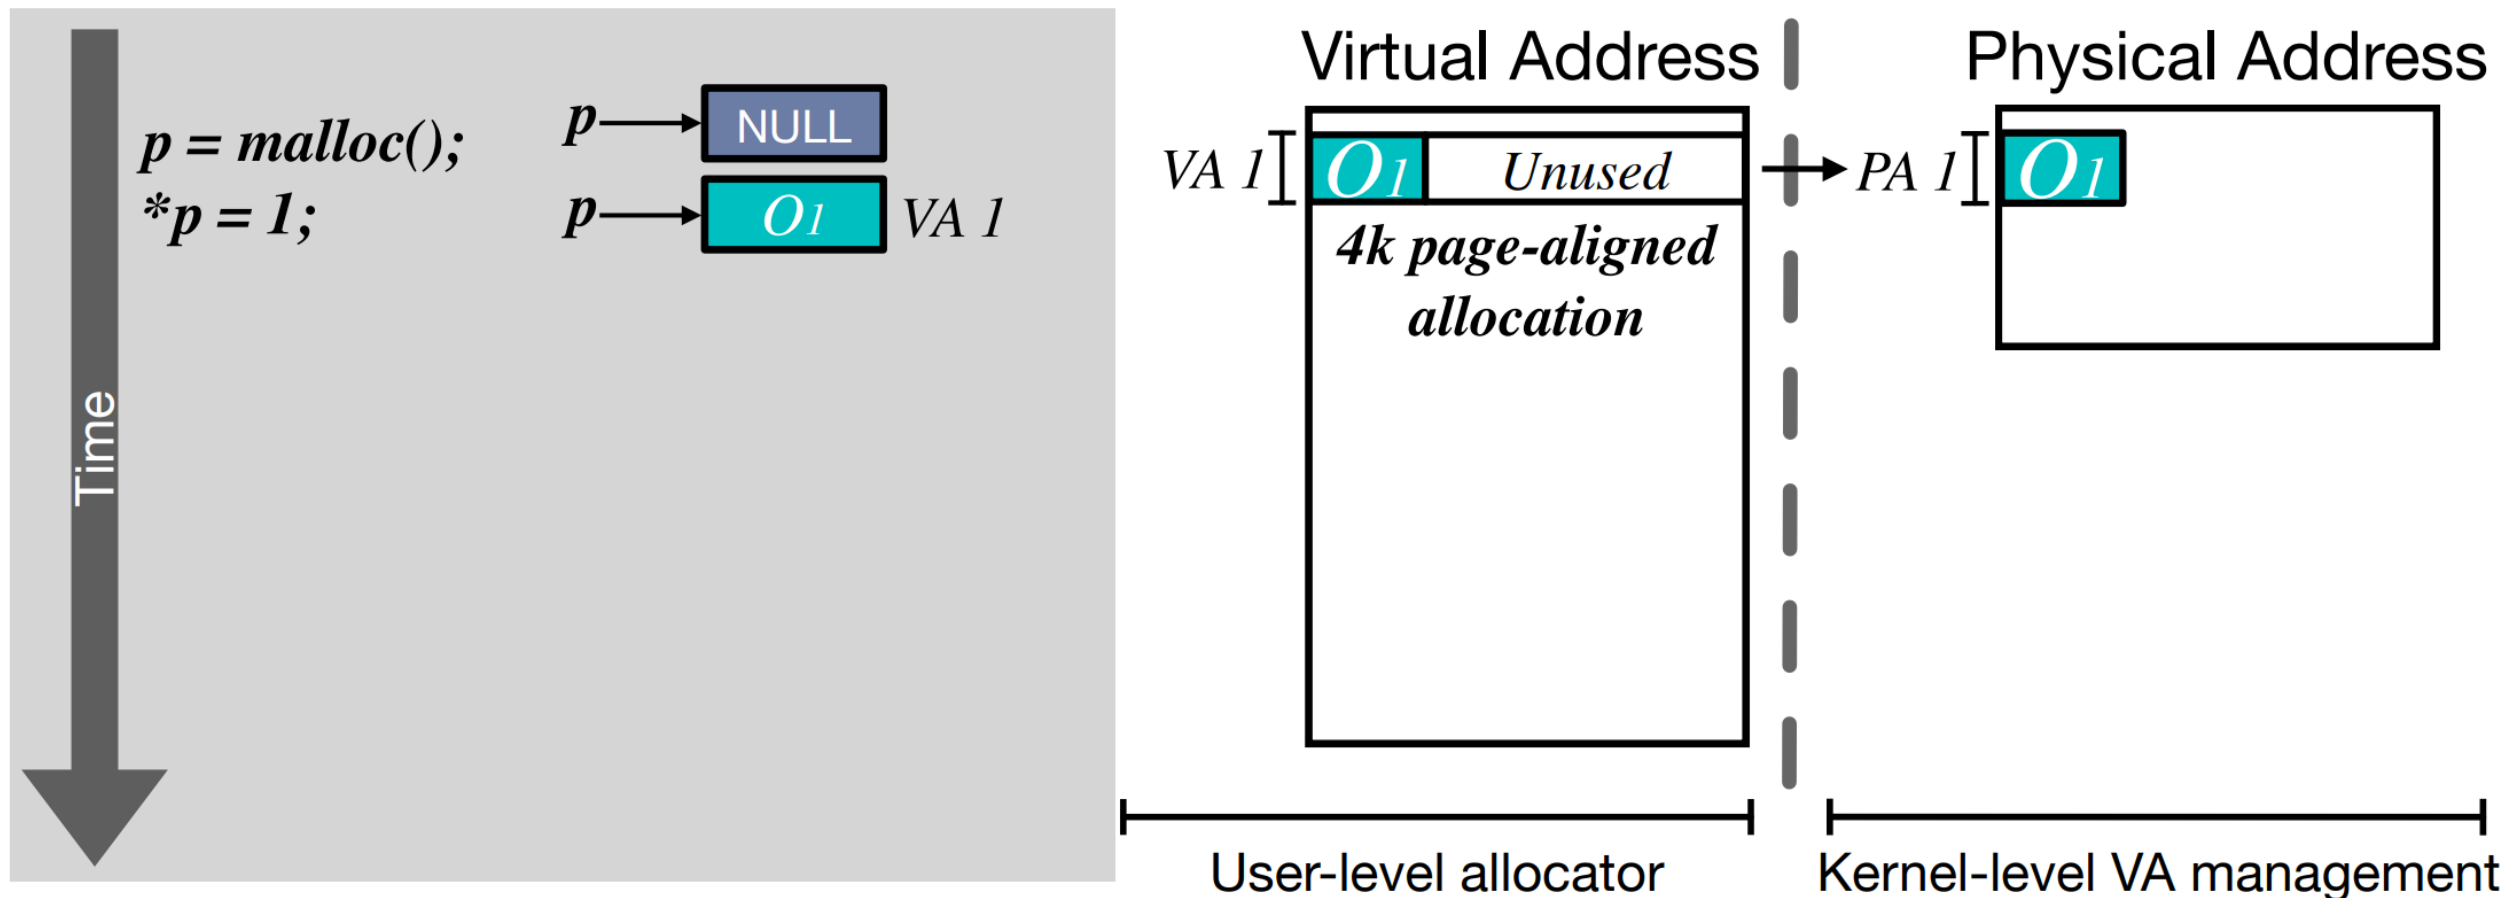 Time
p = malloc();
*p = 1;
p
NULL
p
O1
VA 1
Virtual Address
VA 1
O1
Unused
4k page-aligned
allocation
User-level allocator
Physical Address
PA 1
O1
Kernel-level VA management